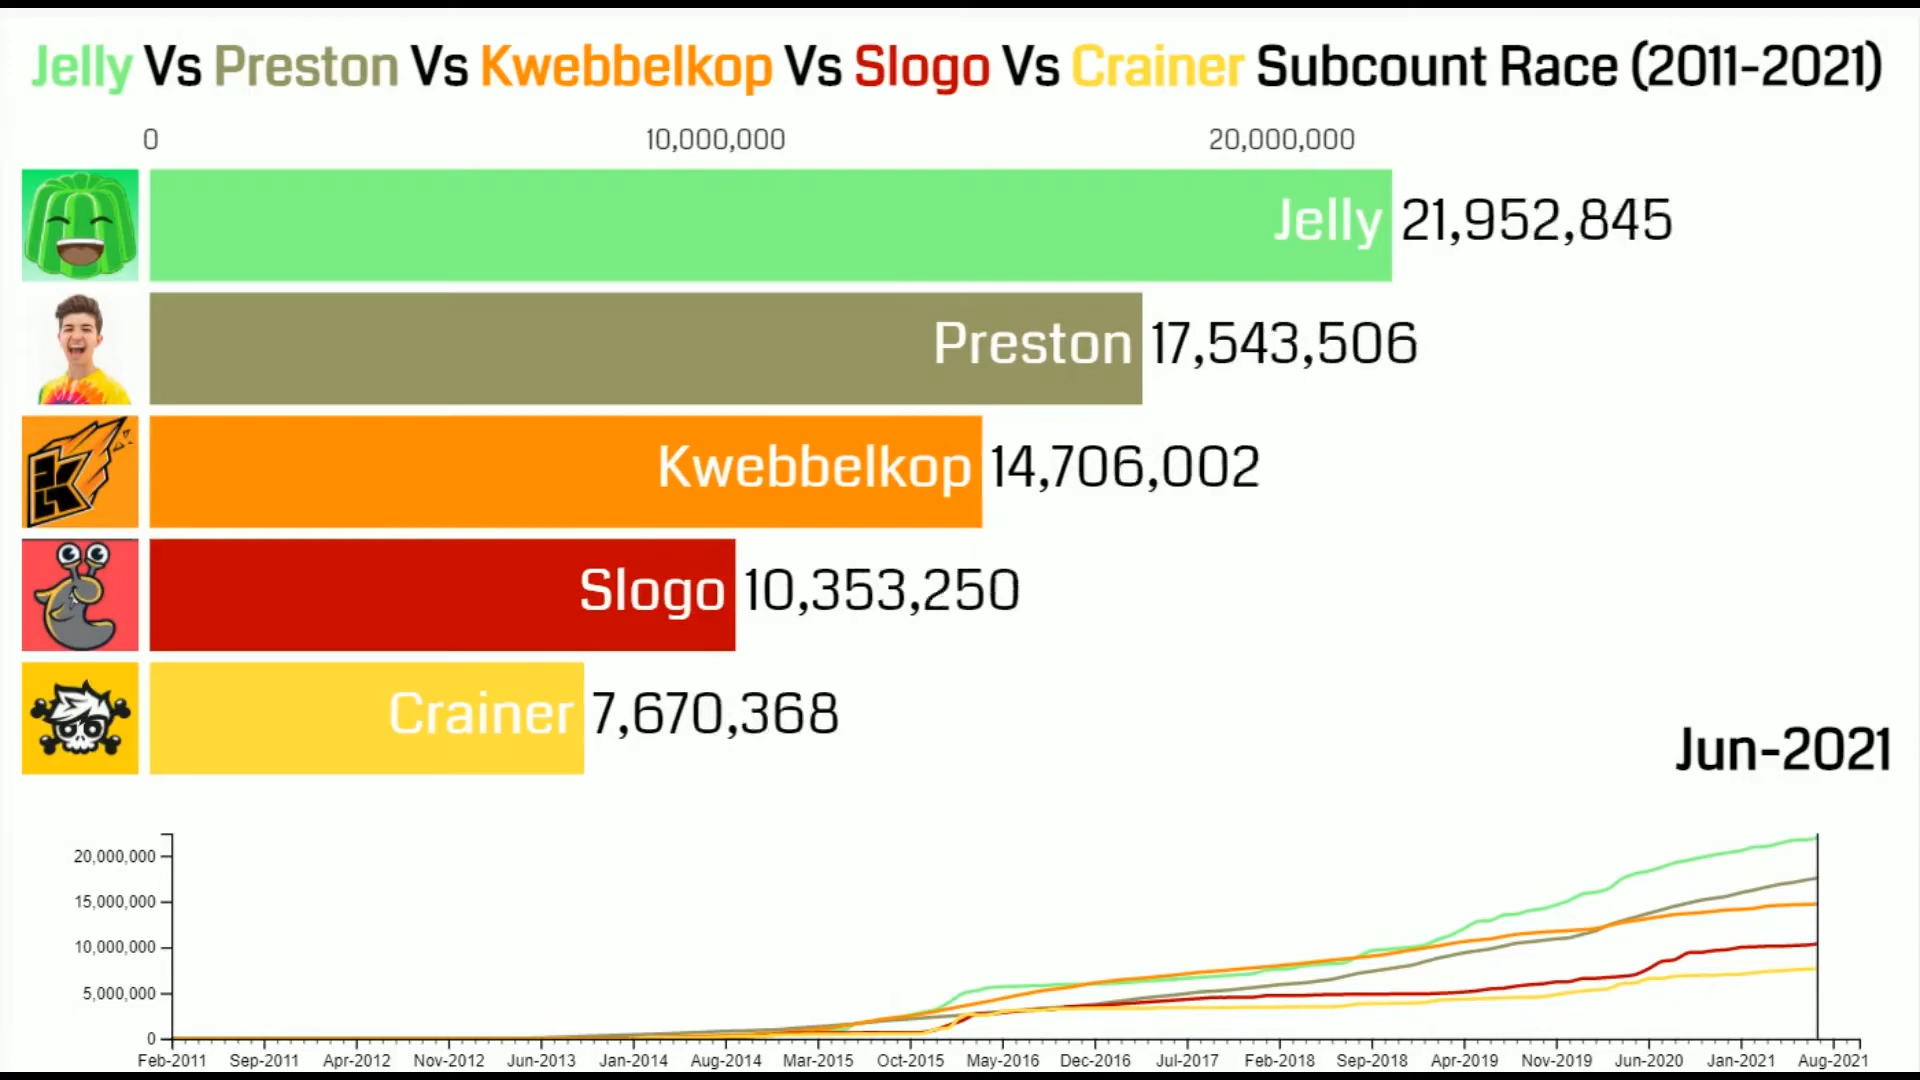 Jelly Vs Preston Vs Kwebbelkop Vs Slogo Vs Crainer Subcount Race (2011-2021)
0 10,000,000 20,000,000
Jelly 21,952,845
Preston 17,543,506
Kwebbelkop 14,706,002
Slogo 10,353,250
Crainer 7,670,368
Jun-2021
20,000,000
15,000,000
10,000,000
5,000,000
0
Feb-2011 Sep-2011 Apr-2012 Nov-2012 Jun-2013 Jan-2014 Aug-2014 Mar-2015 Oct-2015 May-2016 Dec-2016 Jul-2017 Feb-2018 Sep-2018 Apr-2019 Nov-2019 Jun-2020 Jan-2021 Aug-2021